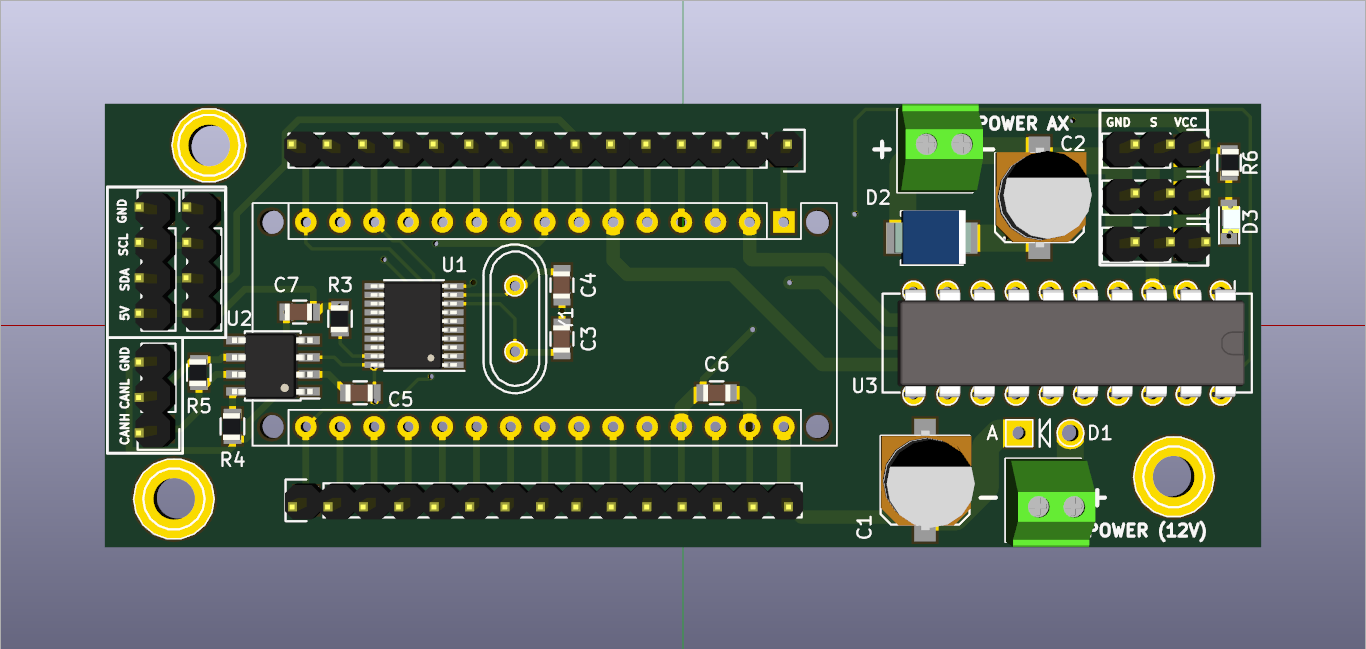 POWER AX
+
-
C2
GND S VCC
R6
D2
D3
GND
SCL
SDA
5V
U1
C7
R3
C4
U2
C3
GND
CANL
CANH
R5
C5
C6
U3
R4
A
D1
C1
-
+
POWER (12V)